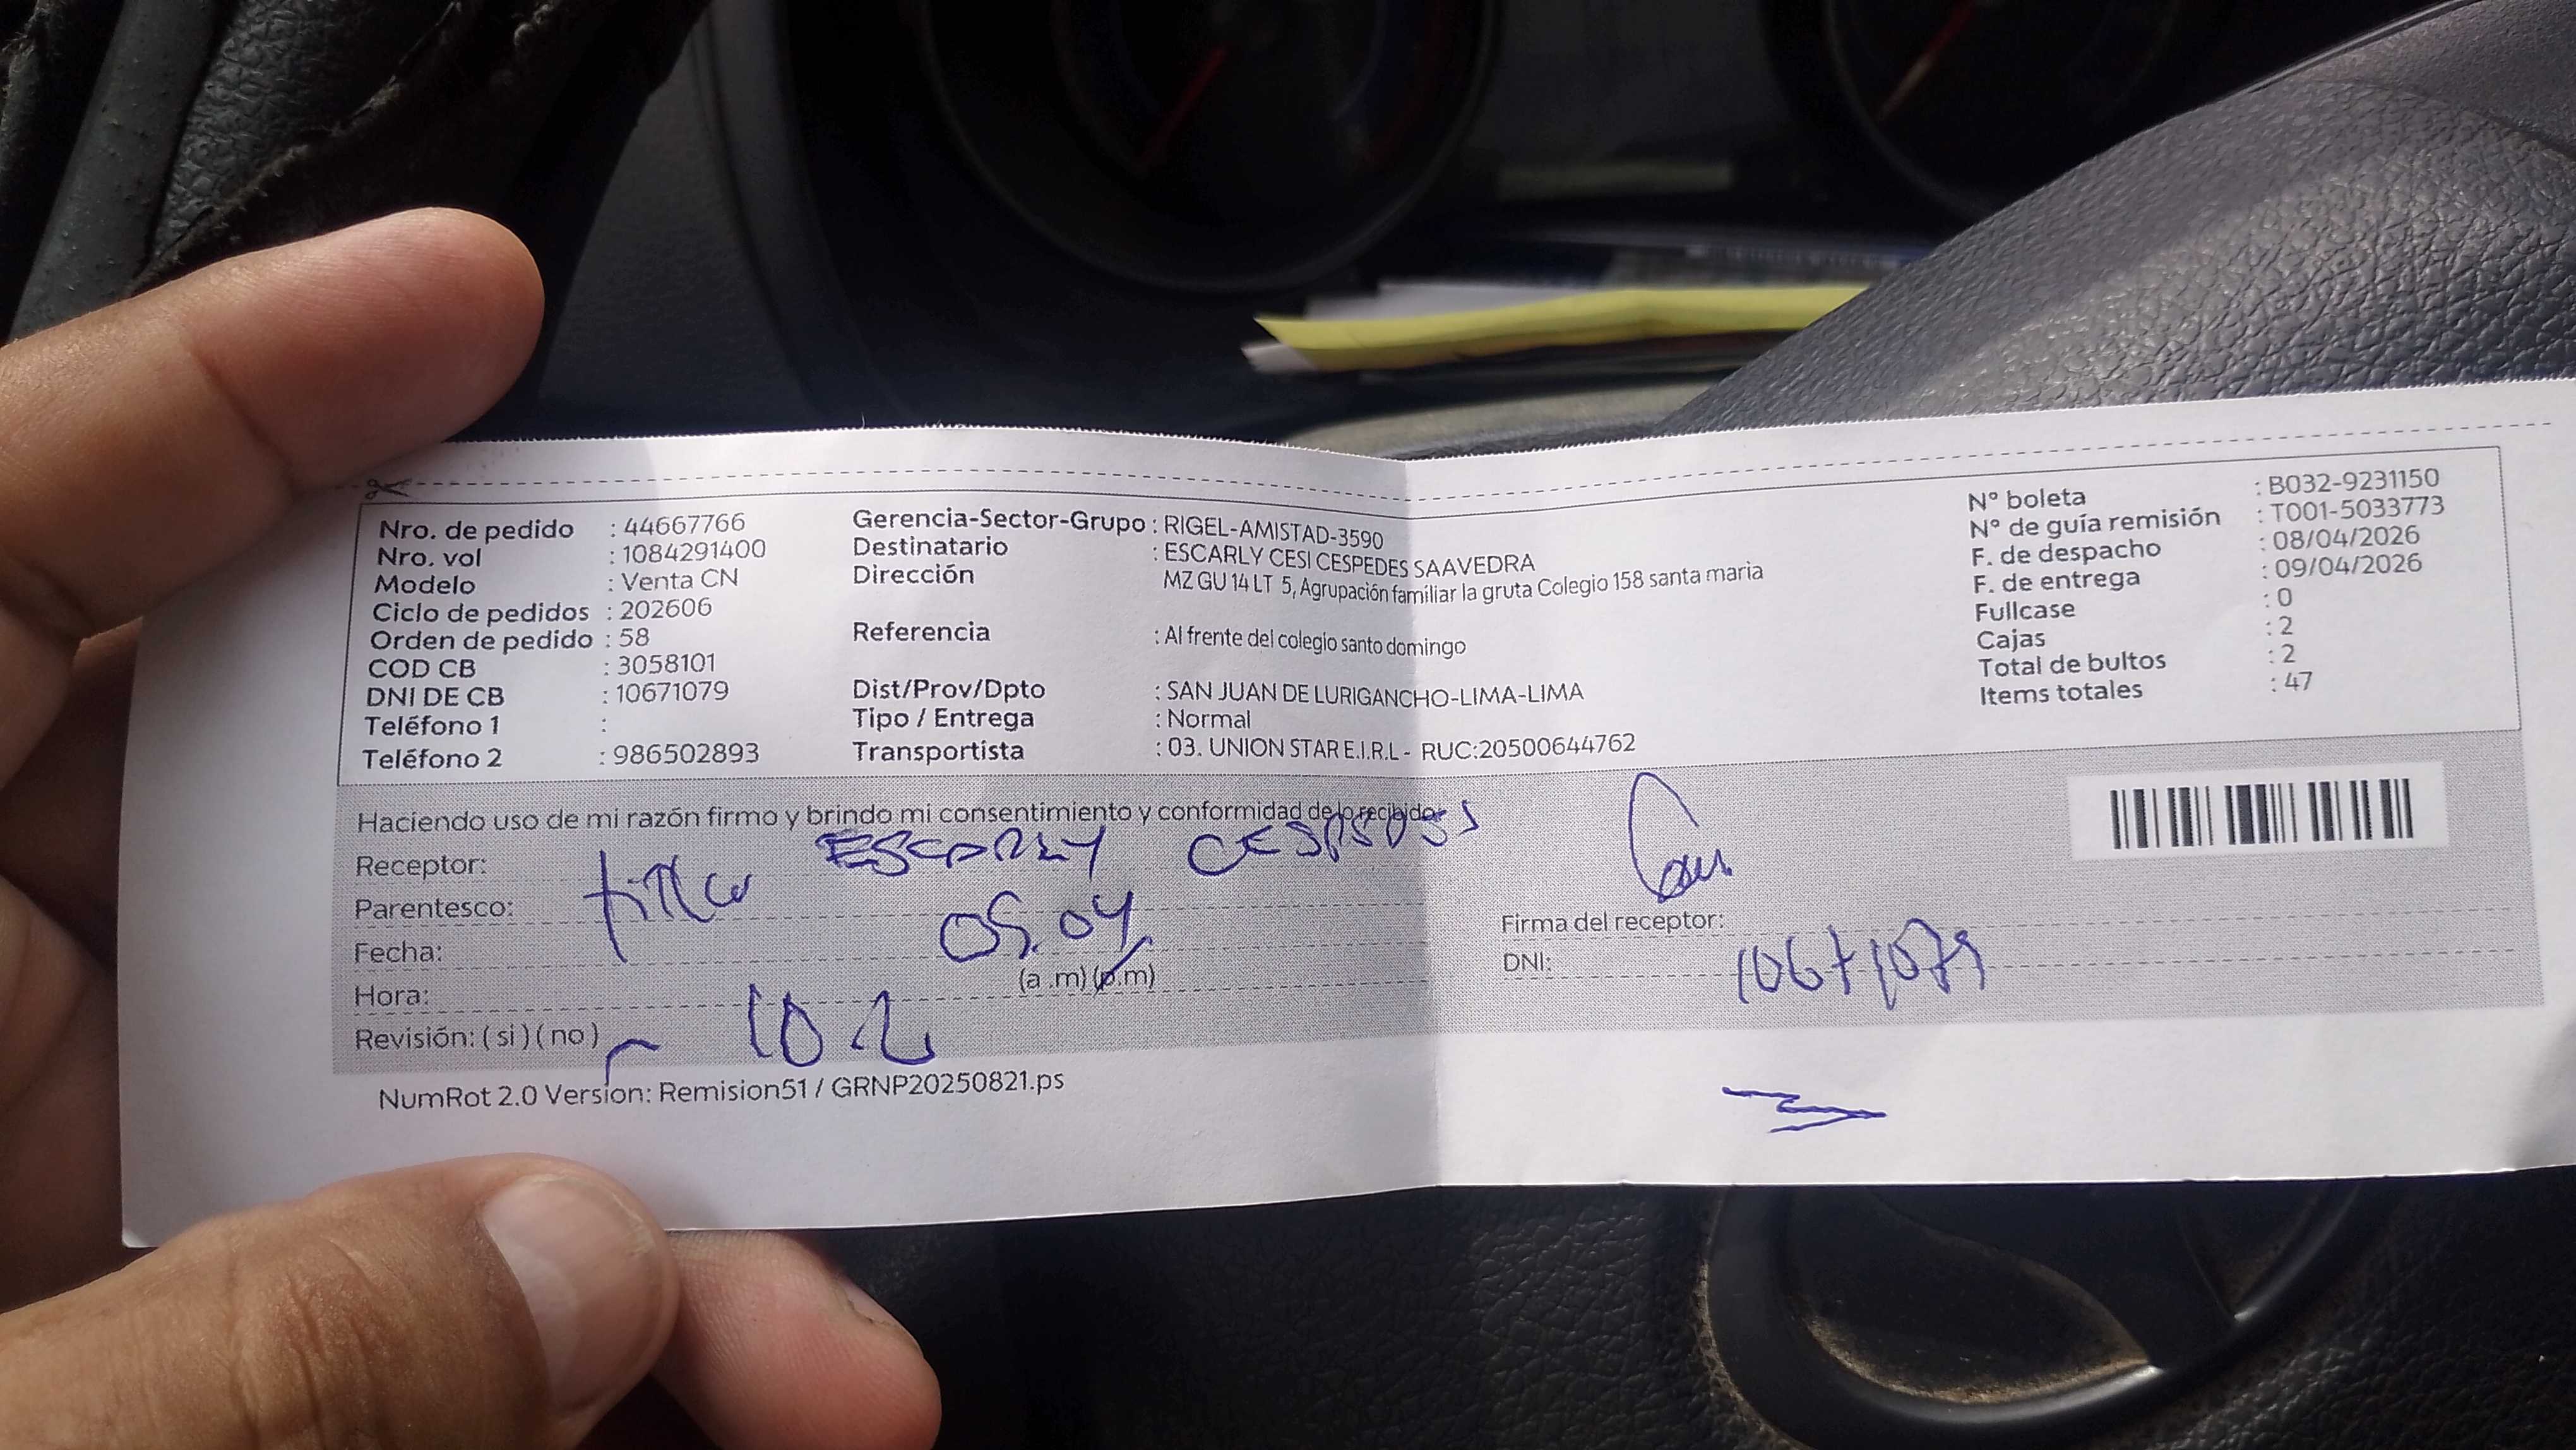 Nro. de pedido : 44667766
Nro. vol : 1084291400
Modelo : Venta CN
Ciclo de pedidos : 202606
Orden de pedido : 58
COD CB : 3058101
DNI DE CB : 10671079
Teléfono 1 :
Teléfono 2 : 986502893
Gerencia-Sector-Grupo : RIGEL-AMISTAD-3590
Destinatario : ESCARLY CESI CESPEDES SAAVEDRA
Dirección MZ GU 14 LT 5, Agrupación familiar la gruta Colegio 158 santa maria
Referencia : Al frente del colegio santo domingo
Dist/Prov/Dpto : SAN JUAN DE LURIGANCHO-LIMA-LIMA
Tipo / Entrega : Normal
Transportista : 03. UNION STAR E.I.R.L - RUC:20500644762
N° boleta : B032-9231150
N° de guía remisión : T001-5033773
F. de despacho : 08/04/2026
F. de entrega : 09/04/2026
Fullcase : 0
Cajas : 2
Total de bultos : 2
Items totales : 47
Haciendo uso de mi razón firmo y brindo mi consentimiento y conformidad de lo recibido:
Receptor: ESCARLY CESPEDES
Parentesco:
Fecha: 09.04
Hora: (a.m) (p.m)
Revisión: ( si ) ( no )
Firma del receptor:
DNI: 10671079
NumRot 2.0 Version: Remision51 / GRNP20250821.ps